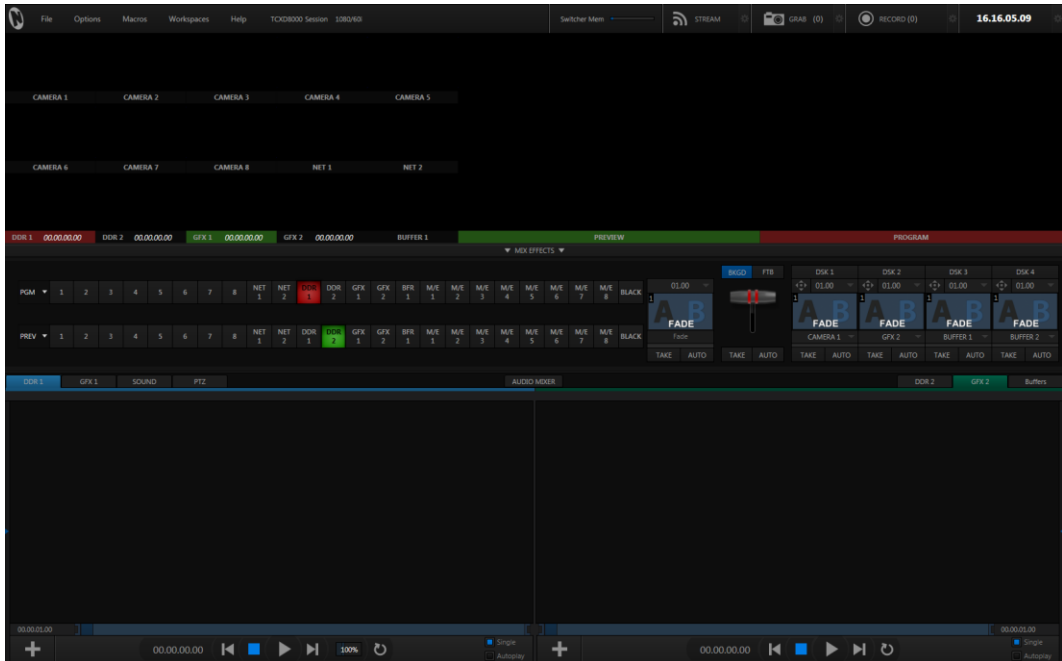 File Options Macros Workspaces Help TCXD8000 Session 1080/60i Switcher Mem STREAM GRAB (0) RECORD (0) 16.16.05.09
CAMERA 1 CAMERA 2 CAMERA 3 CAMERA 4 CAMERA 5
CAMERA 6 CAMERA 7 CAMERA 8 NET 1 NET 2
DDR 1 00.00.00.00 DDR 2 00.00.00.00 GFX 1 00.00.00.00 GFX 2 00.00.00.00 BUFFER 1 PREVIEW PROGRAM
MIX EFFECTS
BKGD FTB DSK 1 DSK 2 DSK 3 DSK 4
PGM 1 2 3 4 5 6 7 8 NET 1 NET 2 DDR 1 DDR 2 GFX 1 GFX 2 BFR 1 M/E 1 M/E 2 M/E 3 M/E 4 M/E 5 M/E 6 M/E 7 M/E 8 BLACK 01.00 01.00 01.00 01.00 01.00
1 AB 1 AB 1 AB 1 AB 1 AB
FADE FADE FADE FADE FADE
PREV 1 2 3 4 5 6 7 8 NET 1 NET 2 DDR 1 DDR 2 GFX 1 GFX 2 BFR 1 M/E 1 M/E 2 M/E 3 M/E 4 M/E 5 M/E 6 M/E 7 M/E 8 BLACK Fade CAMERA 1 GFX 2 BUFFER 1 BUFFER 2
TAKE AUTO TAKE AUTO TAKE AUTO TAKE AUTO TAKE AUTO TAKE AUTO
DDR 1 GFX 1 SOUND PTZ AUDIO MIXER DDR 2 GFX 2 Buffers
00.00.01.00 00.00.01.00
00.00.00.00 100% Single 00.00.00.00 Single
Autoplay Autoplay